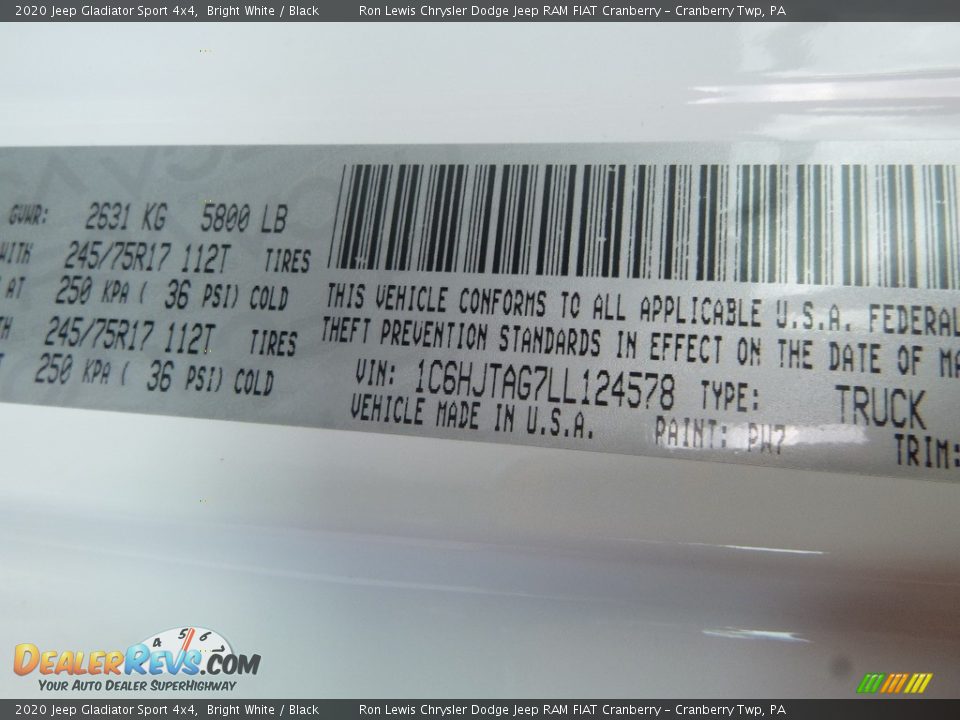 2020 Jeep Gladiator Sport 4x4, Bright White / Black Ron Lewis Chrysler Dodge Jeep RAM FIAT Cranberry - Cranberry Twp, PA
GVWR: 2631 KG 5800 LB
WITH 245/75R17 112T TIRES
AT 250 KPA ( 36 PSI) COLD
245/75R17 112T TIRES
250 KPA ( 36 PSI) COLD
THIS VEHICLE CONFORMS TO ALL APPLICABLE U.S.A. FEDERAL
THEFT PREVENTION STANDARDS IN EFFECT ON THE DATE OF MA
VIN: 1C6HJTAG7LL124578 TYPE: TRUCK
VEHICLE MADE IN U.S.A. PAINT: PW7 TRIM:
4 5 6
DealerRevs.com
Your Auto Dealer SuperHighway
2020 Jeep Gladiator Sport 4x4, Bright White / Black Ron Lewis Chrysler Dodge Jeep RAM FIAT Cranberry - Cranberry Twp, PA